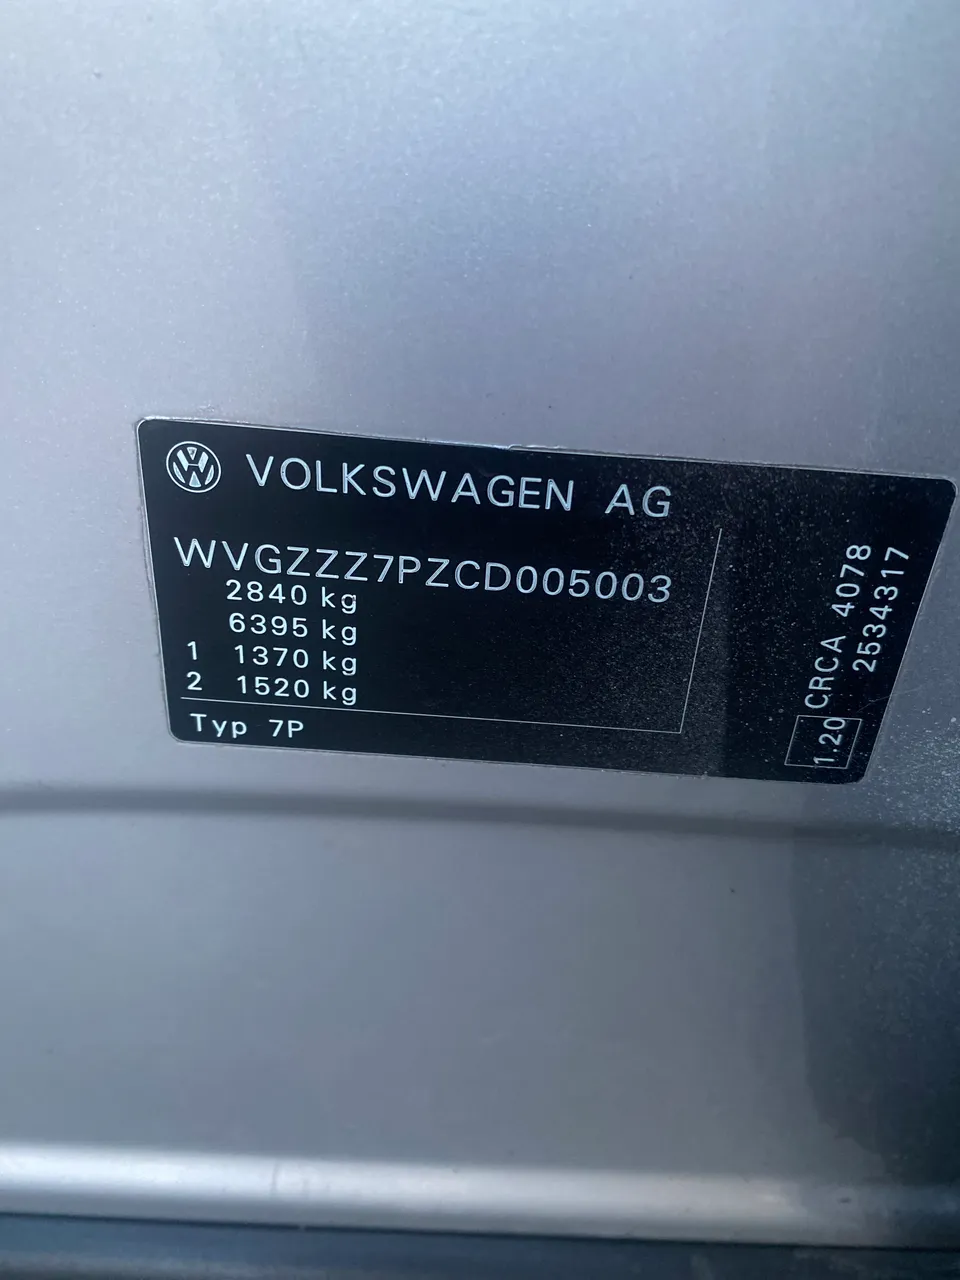 VOLKSWAGEN AG
WVGZZZ7PZCD005003
2840 kg
6395 kg
1 1370 kg
2 1520 kg
Typ 7P
1.20 CRCA 4078
2534317